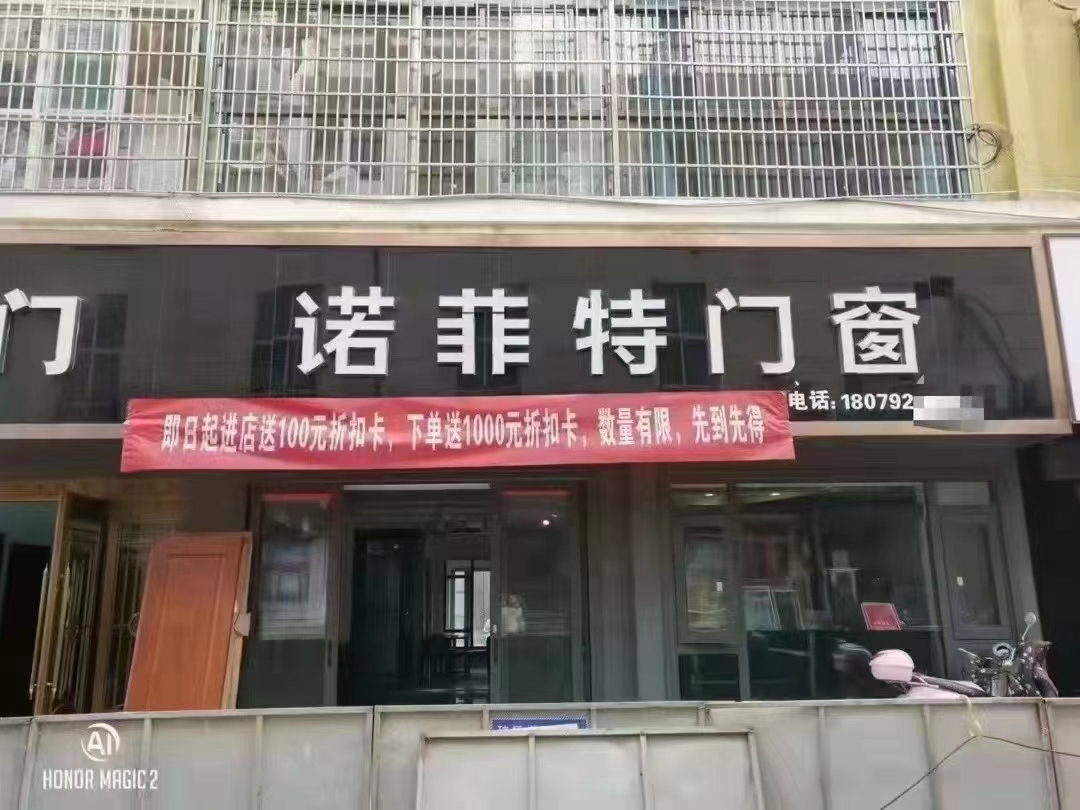 门
诺菲特门窗
电话: 180792
即日起进店送100元折扣卡，下单送1000元折扣卡，数量有限，先到先得
AI
HONOR MAGIC 2